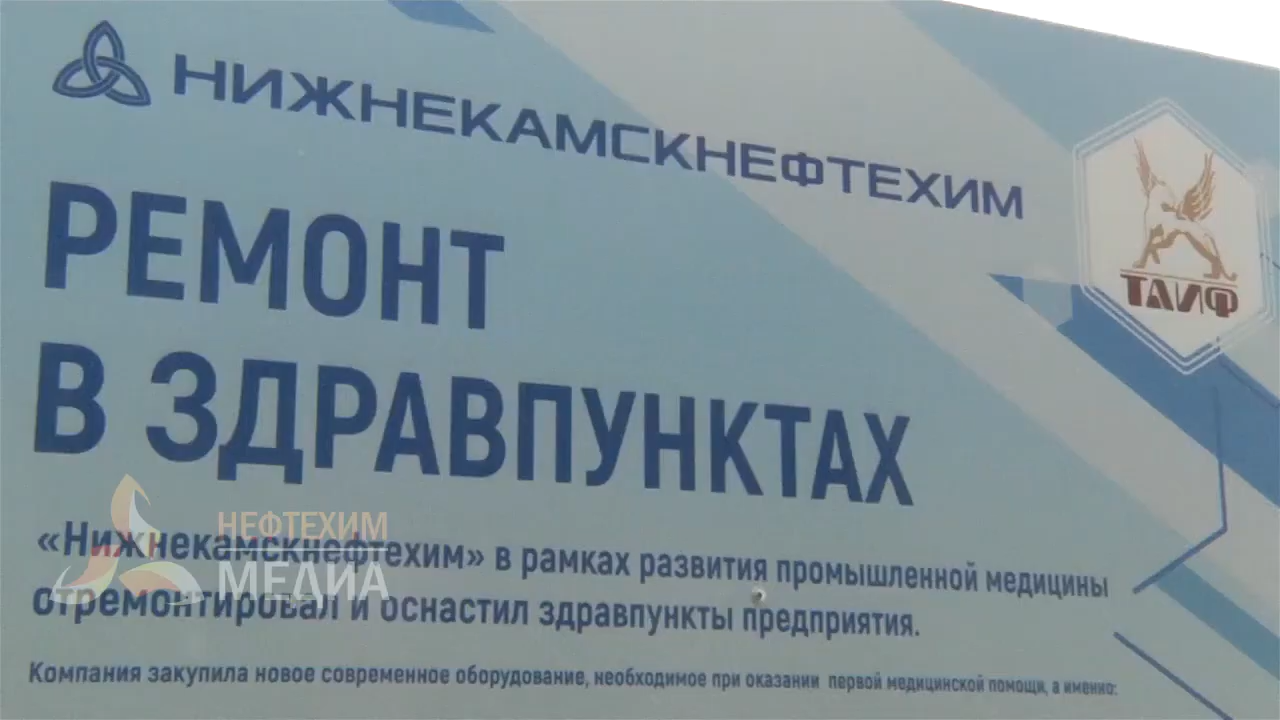 НИЖНЕКАМСКНЕФТЕХИМ
ТАИФ
РЕМОНТ
В ЗДРАВПУНКТАХ
«Нижнекамскнефтехим» в рамках развития промышленной медицины
отремонтировал и оснастил здравпункты предприятия.
НЕФТЕХИМ
МЕДИА
Компания закупила новое современное оборудование, необходимое при оказании первой медицинской помощи, а именно: